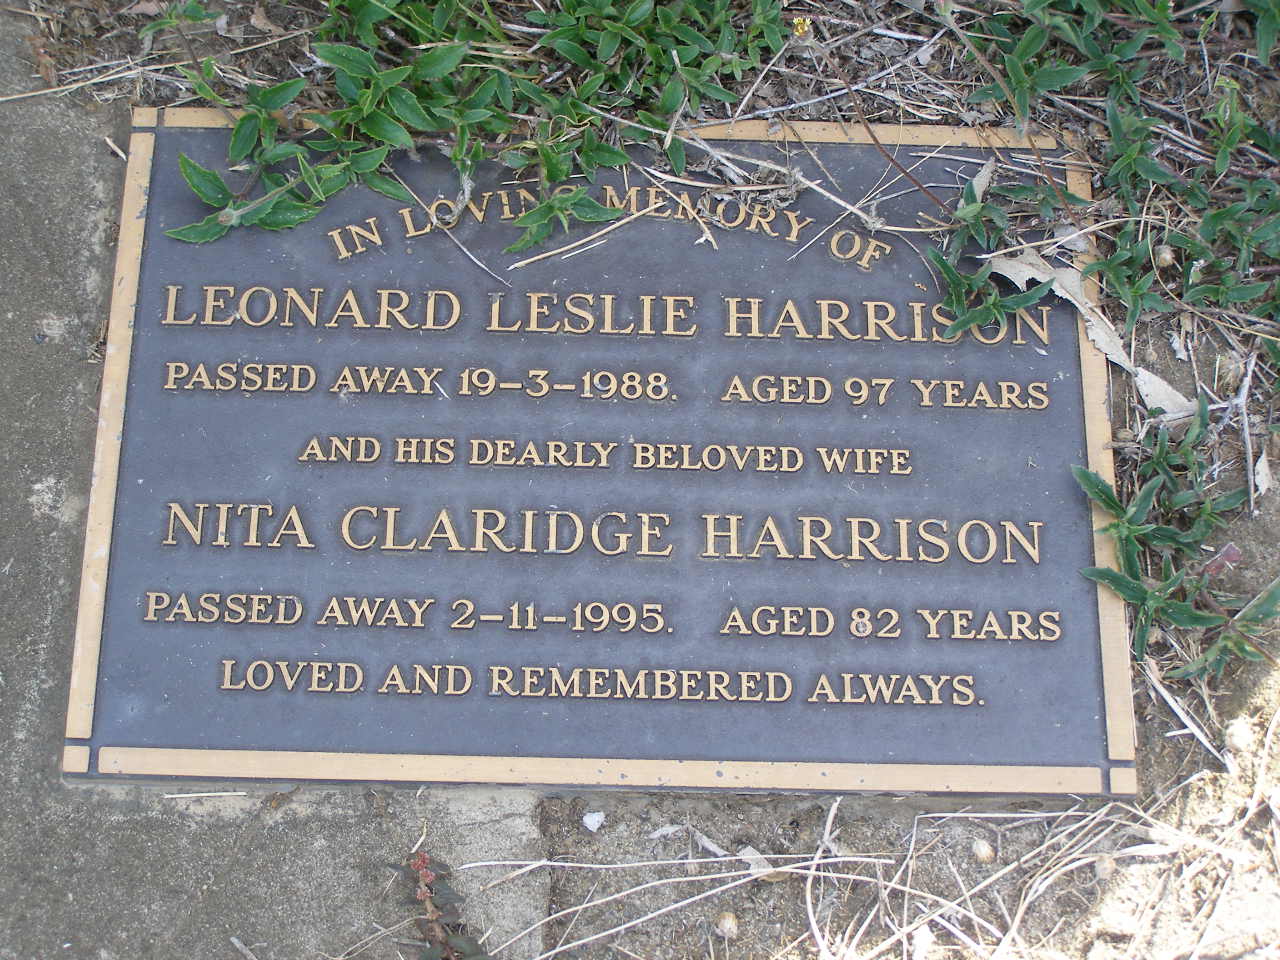 IN LOVING MEMORY OF
LEONARD LESLIE HARRISON
PASSED AWAY 19-3-1988. AGED 97 YEARS
AND HIS DEARLY BELOVED WIFE
NITA CLARIDGE HARRISON
PASSED AWAY 2-11-1995. AGED 82 YEARS
LOVED AND REMEMBERED ALWAYS.